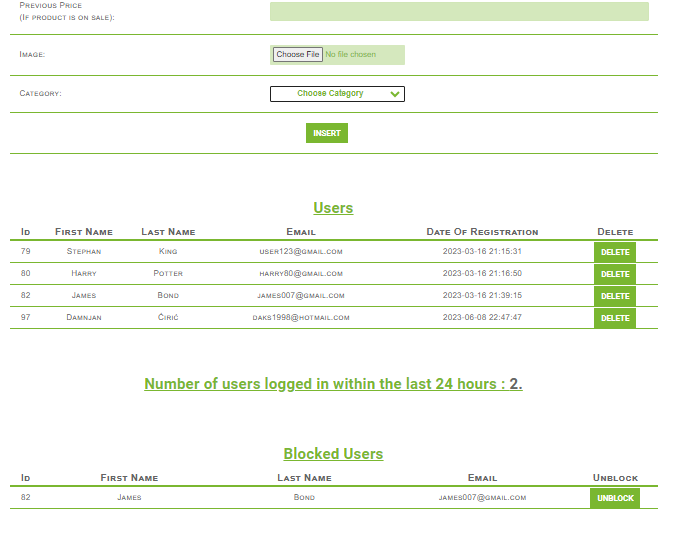 Previous Price
(If product is on sale):
Image:
Choose File No file chosen
Category:
Choose Category
INSERT
Users
Id First Name Last Name Email Date Of Registration Delete
79 Stephan King user123@gmail.com 2023-03-16 21:15:31 DELETE
80 Harry Potter harry80@gmail.com 2023-03-16 21:16:50 DELETE
82 James Bond james007@gmail.com 2023-03-16 21:39:15 DELETE
97 Damnjan Ćirić daks1998@hotmail.com 2023-06-08 22:47:47 DELETE
Number of users logged in within the last 24 hours : 2.
Blocked Users
Id First Name Last Name Email Unblock
82 James Bond james007@gmail.com UNBLOCK